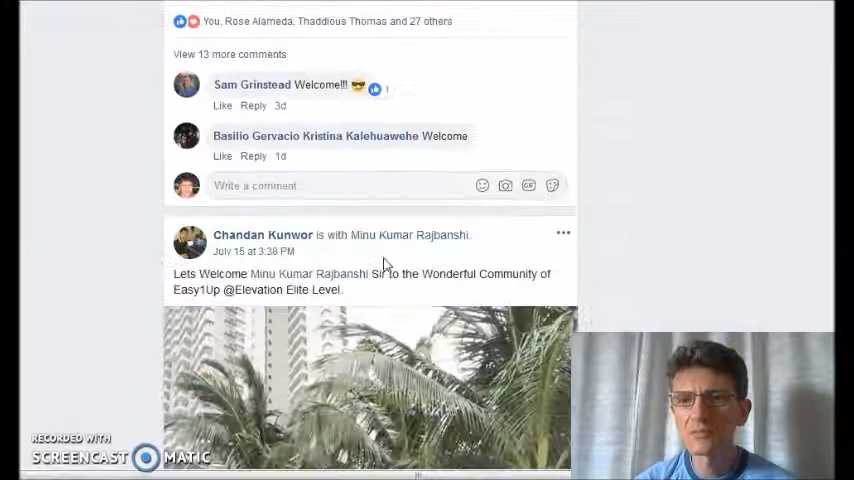 You, Rose Alameda, Thaddious Thomas and 27 others
View 13 more comments
Sam Grinstead Welcome!!! 😎
1
Like Reply 3d
Basilio Gervacio Kristina Kalehuawehe Welcome
Like Reply 1d
Write a comment...
GIF
Chandan Kunwor is with Minu Kumar Rajbanshi.
July 15 at 3:38 PM
Lets Welcome Minu Kumar Rajbanshi Sir to the Wonderful Community of
Easy1Up @Elevation Elite Level.
RECORDED WITH
SCREENCAST MATIC